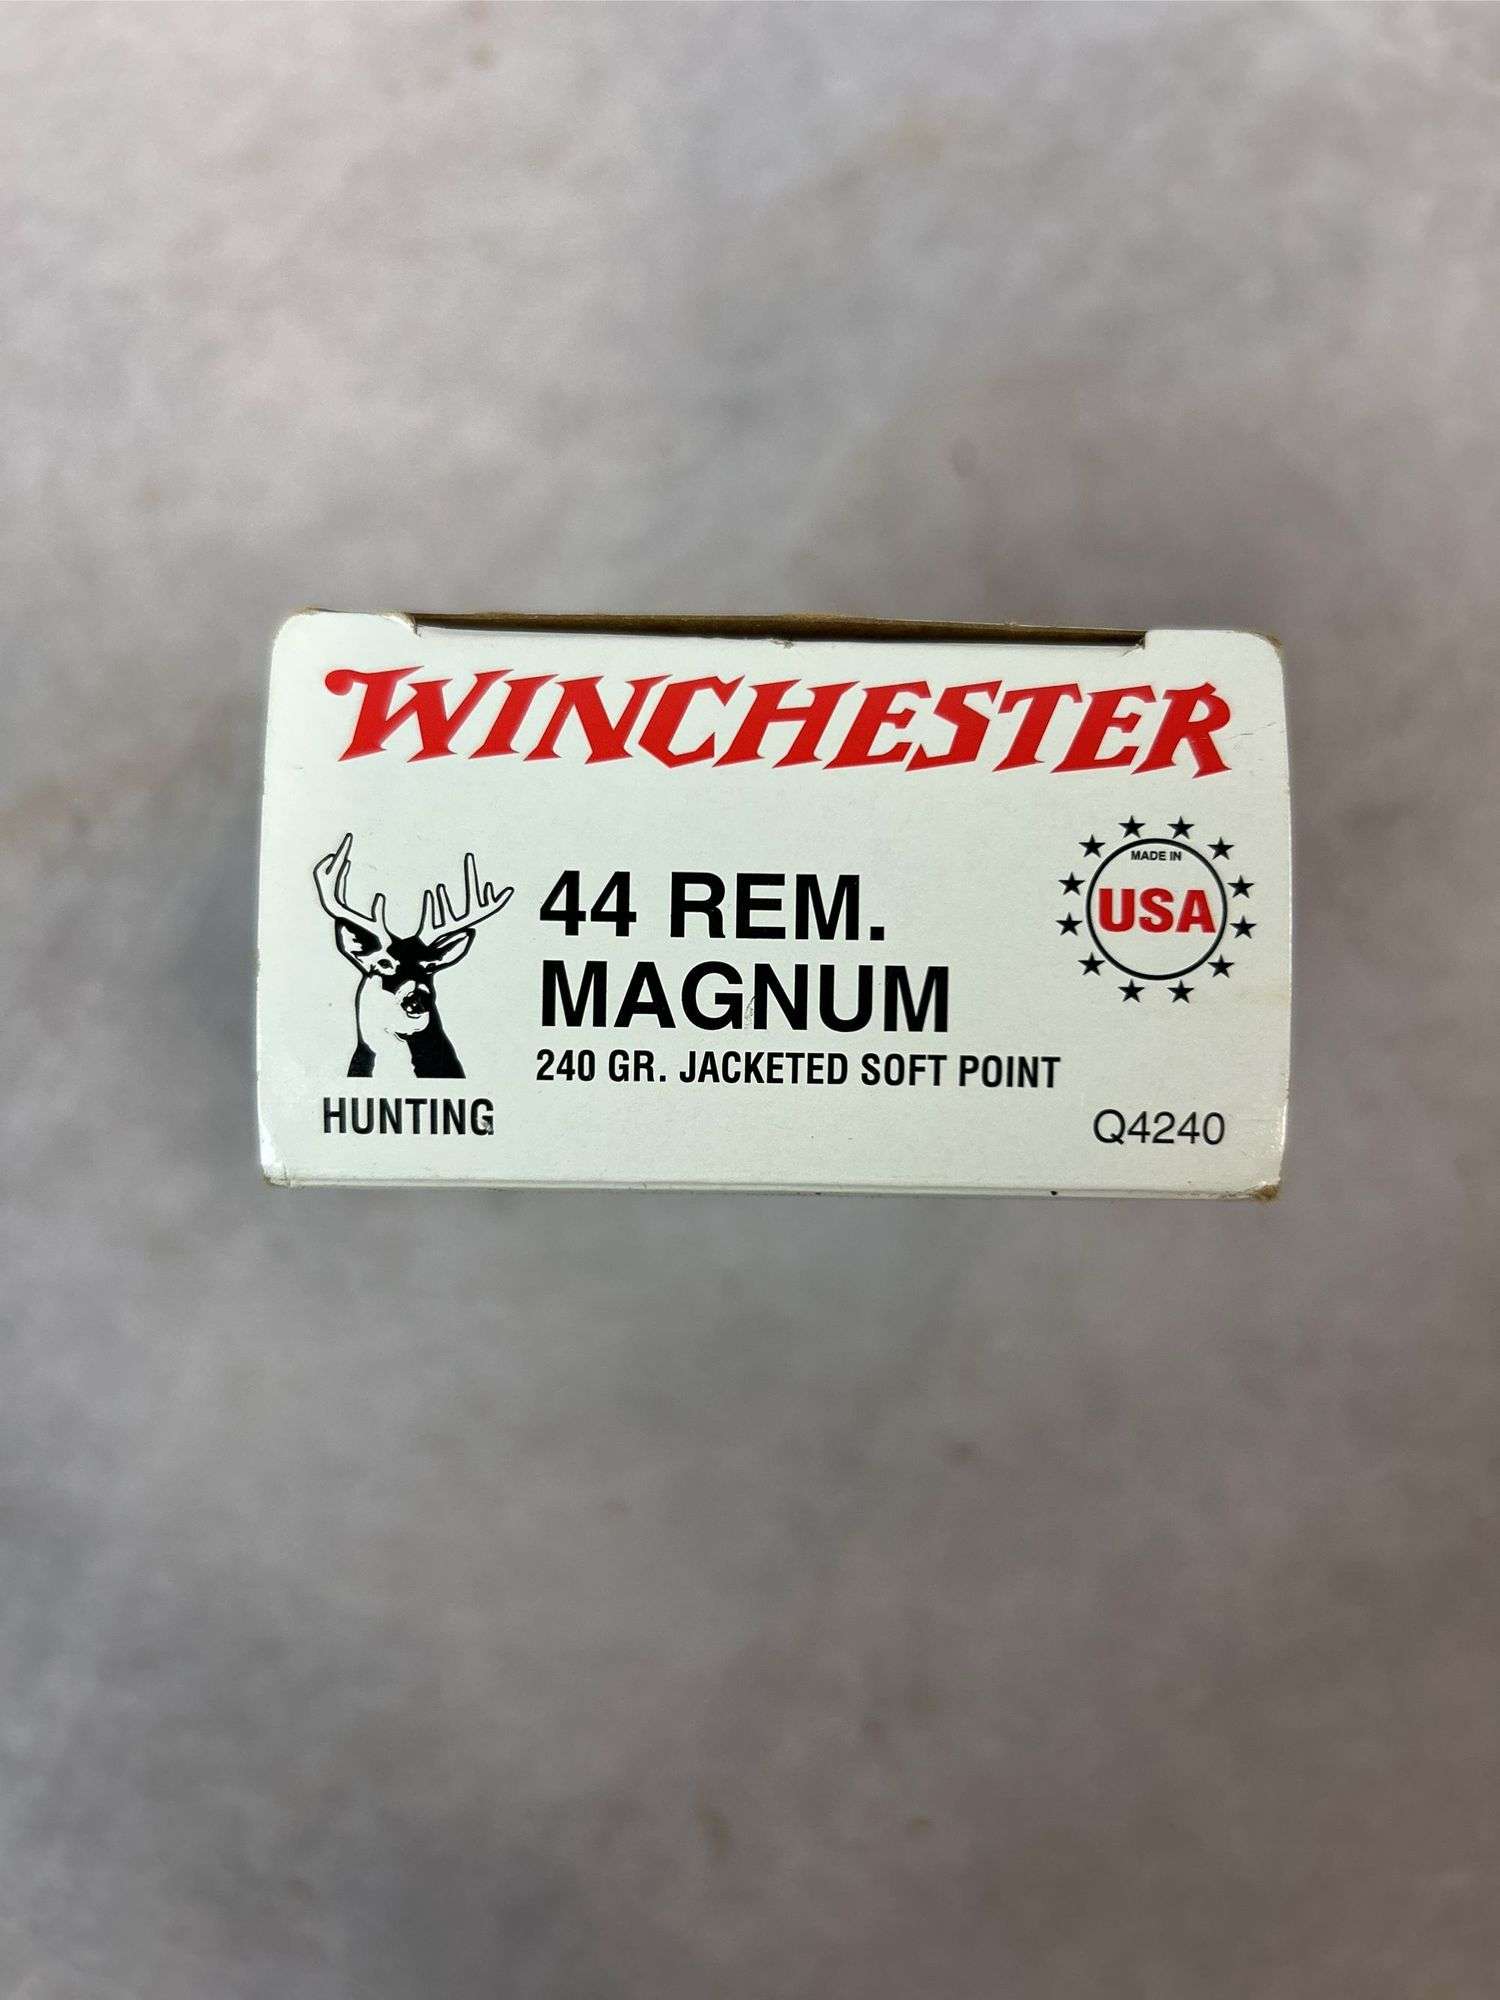 WINCHESTER
MADE IN
USA
44 REM.
MAGNUM
240 GR. JACKETED SOFT POINT
HUNTING
Q4240